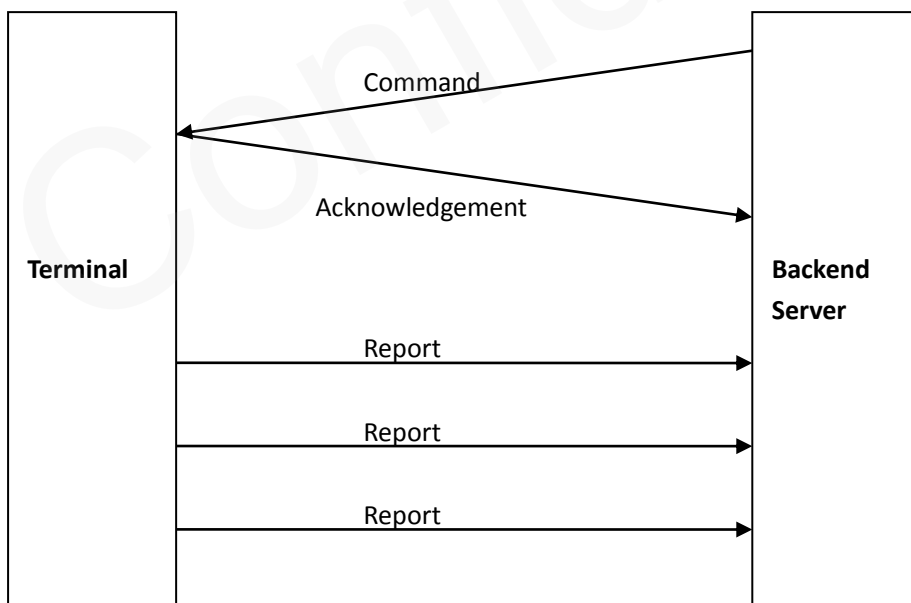 Command
Acknowledgement
Terminal
Backend
Server
Report
Report
Report